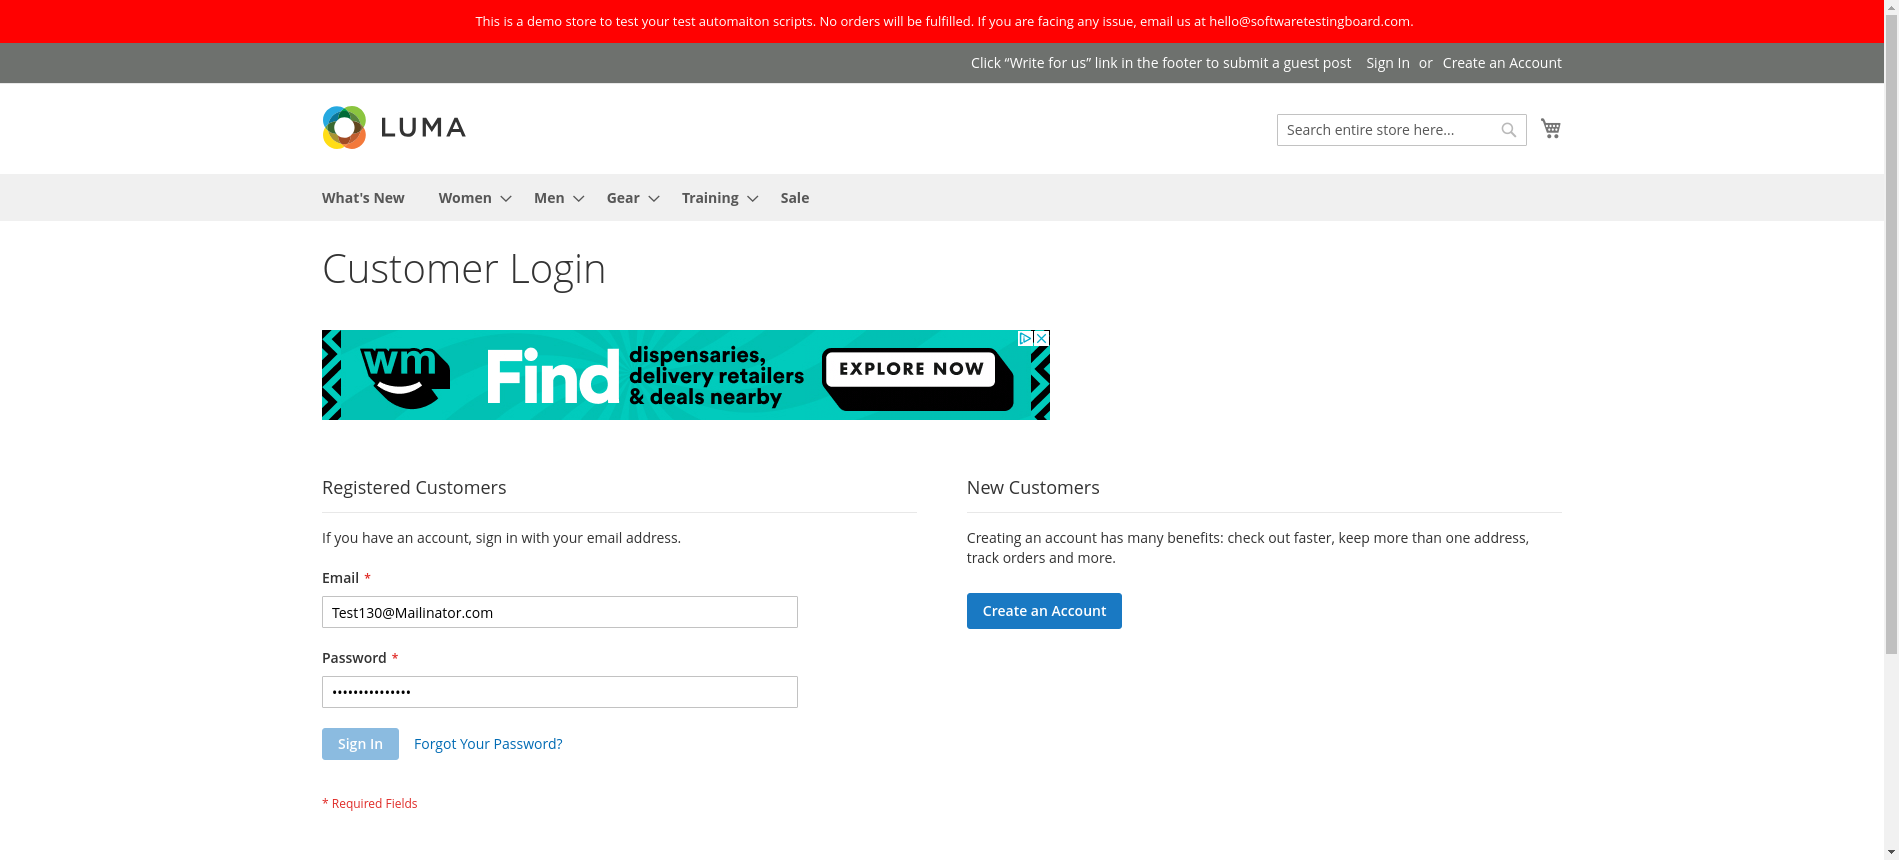 This is a demo store to test your test automaiton scripts. No orders will be fulfilled. If you are facing any issue, email us at hello@softwaretestingboard.com.
Click “Write for us” link in the footer to submit a guest post Sign In or Create an Account
LUMA
Search entire store here...
What's New Women Men Gear Training Sale
Customer Login
wm
Find
dispensaries,
delivery retailers
& deals nearby
EXPLORE NOW
Registered Customers
If you have an account, sign in with your email address.
Email *
Test130@Mailinator.com
Password *
•••••••••••••••
Sign In Forgot Your Password?
* Required Fields
New Customers
Creating an account has many benefits: check out faster, keep more than one address,
track orders and more.
Create an Account